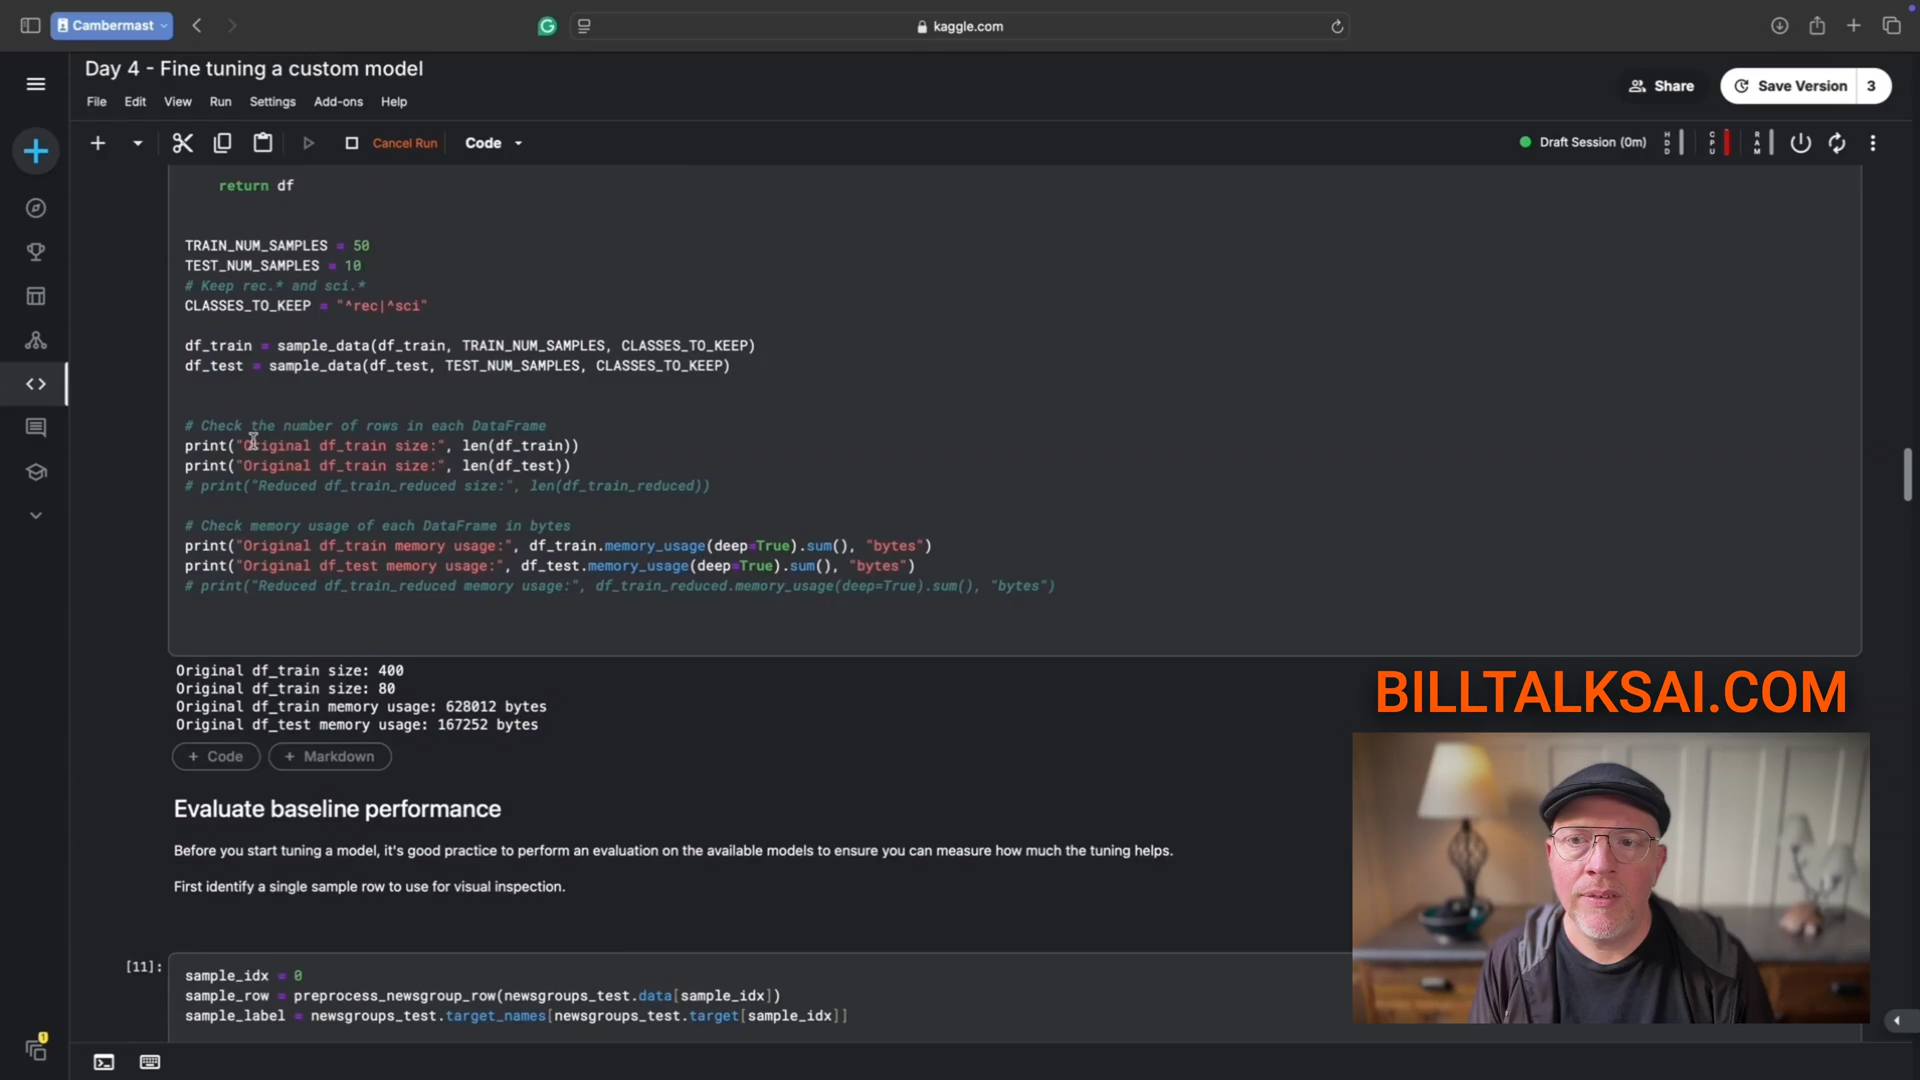 Cambermast
kaggle.com
Day 4 - Fine tuning a custom model
File Edit View Run Settings Add-ons Help
Share
Save Version 3
Cancel Run
Code
Draft Session (0m)
HDD
CPU
RAM
return df
TRAIN_NUM_SAMPLES = 50
TEST_NUM_SAMPLES = 10
# Keep rec.* and sci.*
CLASSES_TO_KEEP = "^rec|^sci"
df_train = sample_data(df_train, TRAIN_NUM_SAMPLES, CLASSES_TO_KEEP)
df_test = sample_data(df_test, TEST_NUM_SAMPLES, CLASSES_TO_KEEP)
# Check the number of rows in each DataFrame
print("Original df_train size:", len(df_train))
print("Original df_train size:", len(df_test))
# print("Reduced df_train_reduced size:", len(df_train_reduced))
# Check memory usage of each DataFrame in bytes
print("Original df_train memory usage:", df_train.memory_usage(deep=True).sum(), "bytes")
print("Original df_test memory usage:", df_test.memory_usage(deep=True).sum(), "bytes")
# print("Reduced df_train_reduced memory usage:", df_train_reduced.memory_usage(deep=True).sum(), "bytes")
Original df_train size: 400
Original df_train size: 80
Original df_train memory usage: 628012 bytes
Original df_test memory usage: 167252 bytes
BILLTALKSAI.COM
+ Code + Markdown
Evaluate baseline performance
Before you start tuning a model, it's good practice to perform an evaluation on the available models to ensure you can measure how much the tuning helps.
First identify a single sample row to use for visual inspection.
[11]:
sample_idx = 0
sample_row = preprocess_newsgroup_row(newsgroups_test.data[sample_idx])
sample_label = newsgroups_test.target_names[newsgroups_test.target[sample_idx]]
1